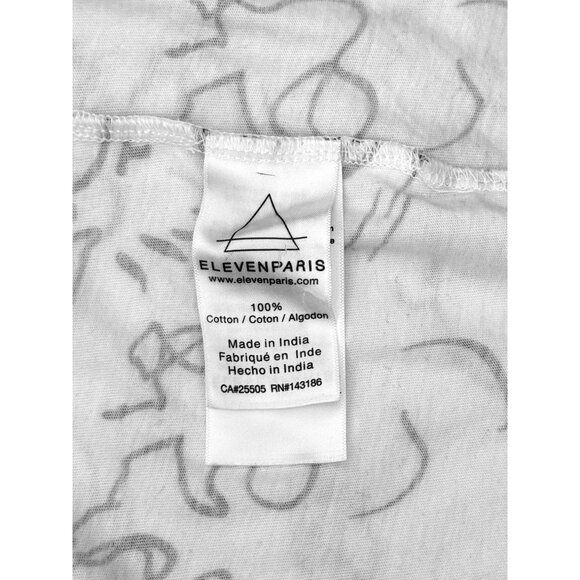 ELEVENPARIS
www.elevenparis.com
100%
Cotton / Coton / Algodon
Made in India
Fabriqué en Inde
Hecho in India
CA#25505 RN#143186